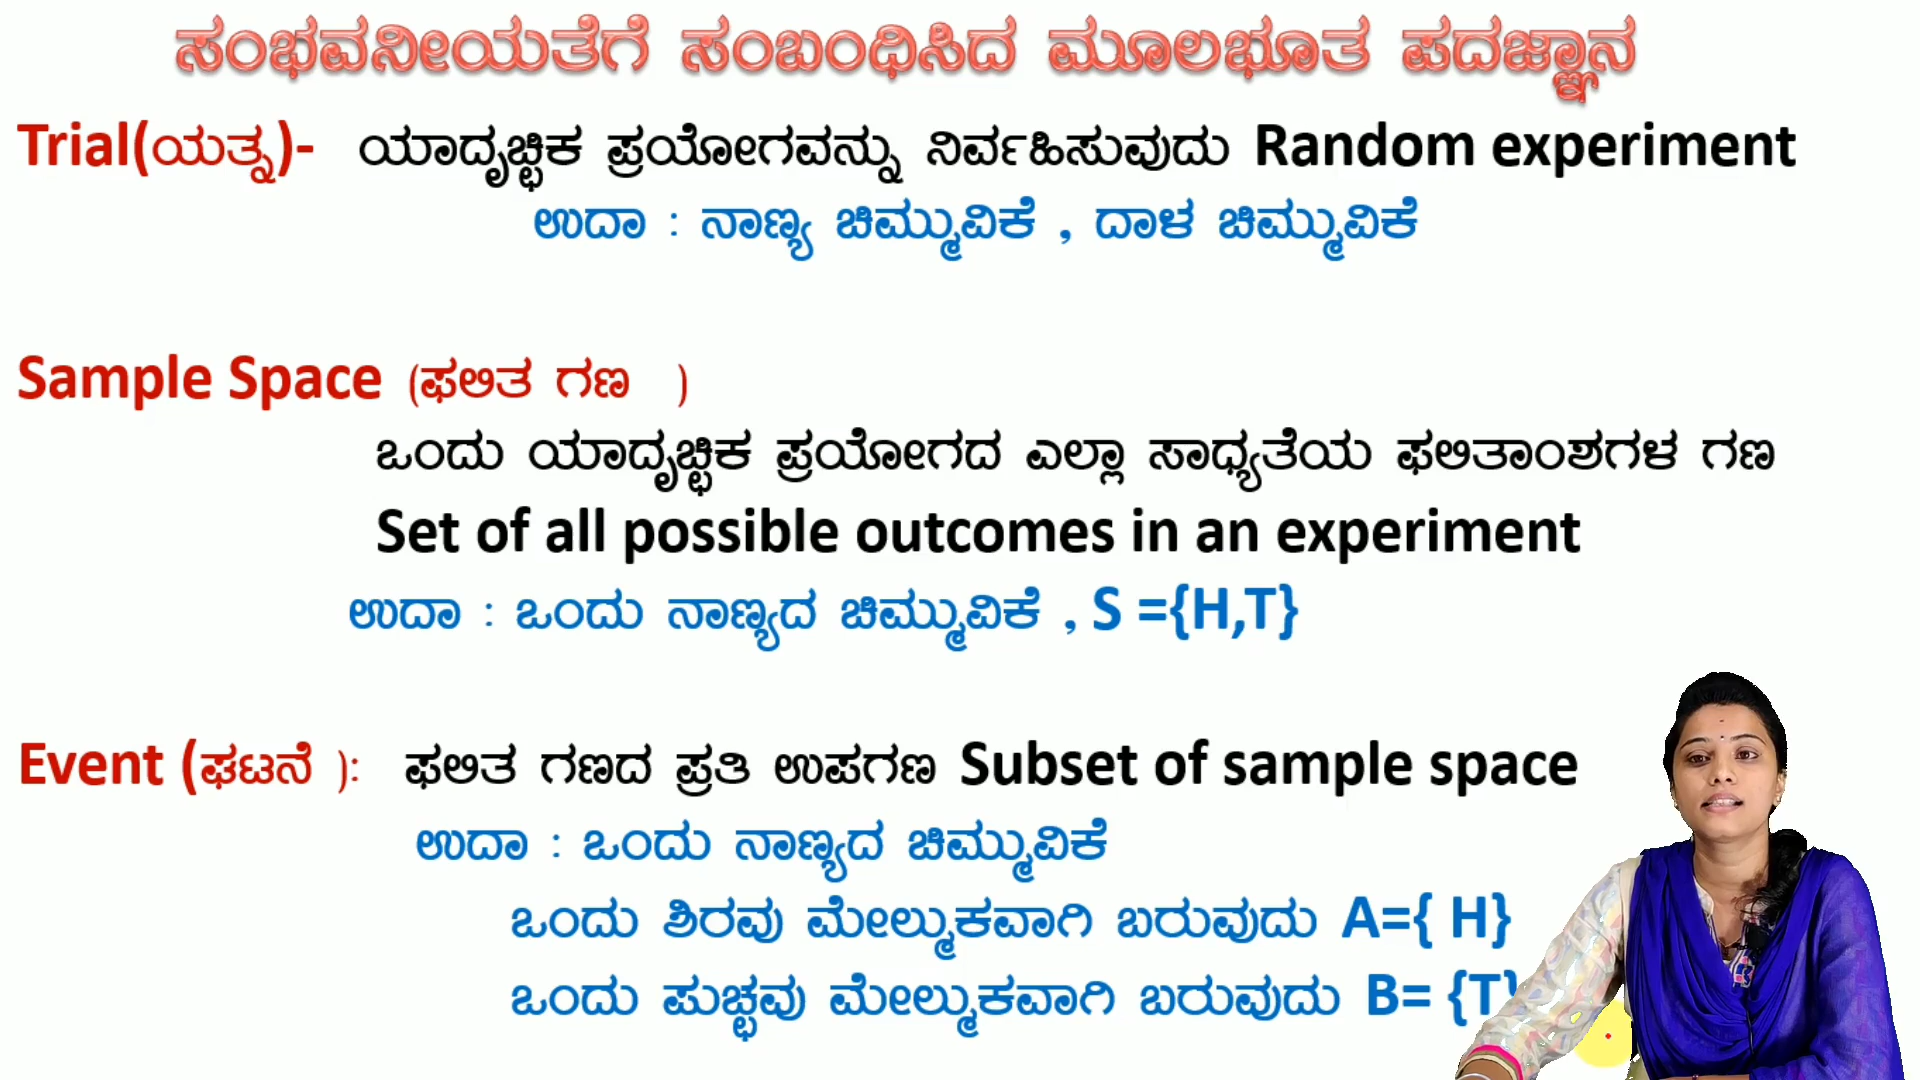 ಸಂಭವನೀಯತೆಗೆ ಸಂಬಂಧಿಸಿದ ಮೂಲಭೂತ ಪದಜ್ಞಾನ
Trial(ಯತ್ನ)- ಯಾದೃಚ್ಛಿಕ ಪ್ರಯೋಗವನ್ನು ನಿರ್ವಹಿಸುವುದು Random experiment
ಉದಾ : ನಾಣ್ಯ ಚಿಮ್ಮುವಿಕೆ , ದಾಳ ಚಿಮ್ಮುವಿಕೆ
Sample Space (ಫಲಿತ ಗಣ )
ಒಂದು ಯಾದೃಚ್ಛಿಕ ಪ್ರಯೋಗದ ಎಲ್ಲಾ ಸಾಧ್ಯತೆಯ ಫಲಿತಾಂಶಗಳ ಗಣ
Set of all possible outcomes in an experiment
ಉದಾ : ಒಂದು ನಾಣ್ಯದ ಚಿಮ್ಮುವಿಕೆ , S ={H,T}
Event (ಘಟನೆ ): ಫಲಿತ ಗಣದ ಪ್ರತಿ ಉಪಗಣ Subset of sample space
ಉದಾ : ಒಂದು ನಾಣ್ಯದ ಚಿಮ್ಮುವಿಕೆ
ಒಂದು ಶಿರವು ಮೇಲ್ಮುಕವಾಗಿ ಬರುವುದು A={ H}
ಒಂದು ಪುಚ್ಛವು ಮೇಲ್ಮುಕವಾಗಿ ಬರುವುದು B= {T}